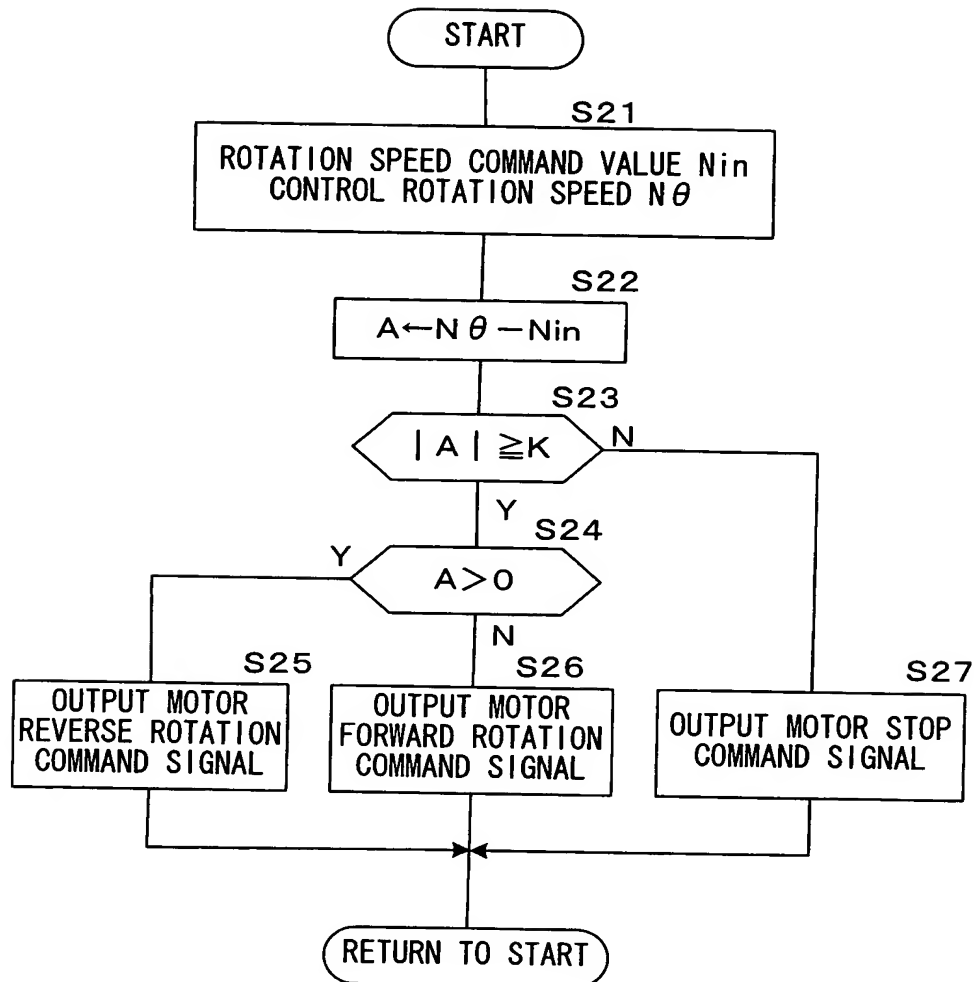 START
S21
ROTATION SPEED COMMAND VALUE Nin
CONTROL ROTATION SPEED Nθ
S22
A←Nθ−Nin
S23
|A| ≧K
N
Y
S24
Y
A>0
N
S25
OUTPUT MOTOR
REVERSE ROTATION
COMMAND SIGNAL
S26
OUTPUT MOTOR
FORWARD ROTATION
COMMAND SIGNAL
S27
OUTPUT MOTOR STOP
COMMAND SIGNAL
RETURN TO START